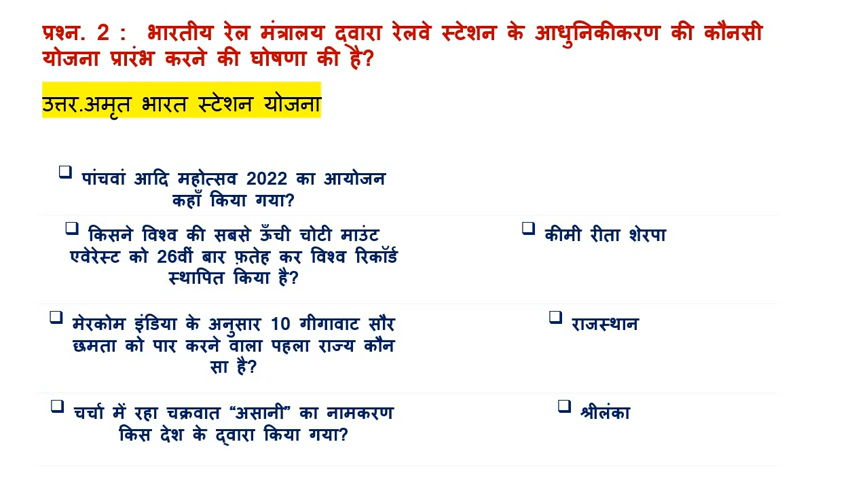 प्रश्न. 2 : भारतीय रेल मंत्रालय द्वारा रेलवे स्टेशन के आधुनिकीकरण की कौनसी
योजना प्रारंभ करने की घोषणा की है?
उत्तर.अमृत भारत स्टेशन योजना
पांचवां आदि महोत्सव 2022 का आयोजन
कहाँ किया गया?
किसने विश्व की सबसे ऊँची चोटी माउंट
एवेरेस्ट को 26वीं बार फ़तेह कर विश्व रिकॉर्ड
स्थापित किया है?
कीमी रीता शेरपा
मेरकोम इंडिया के अनुसार 10 गीगावाट सौर
छमता को पार करने वाला पहला राज्य कौन
सा है?
राजस्थान
चर्चा में रहा चक्रवात “असानी” का नामकरण
किस देश के द्वारा किया गया?
श्रीलंका